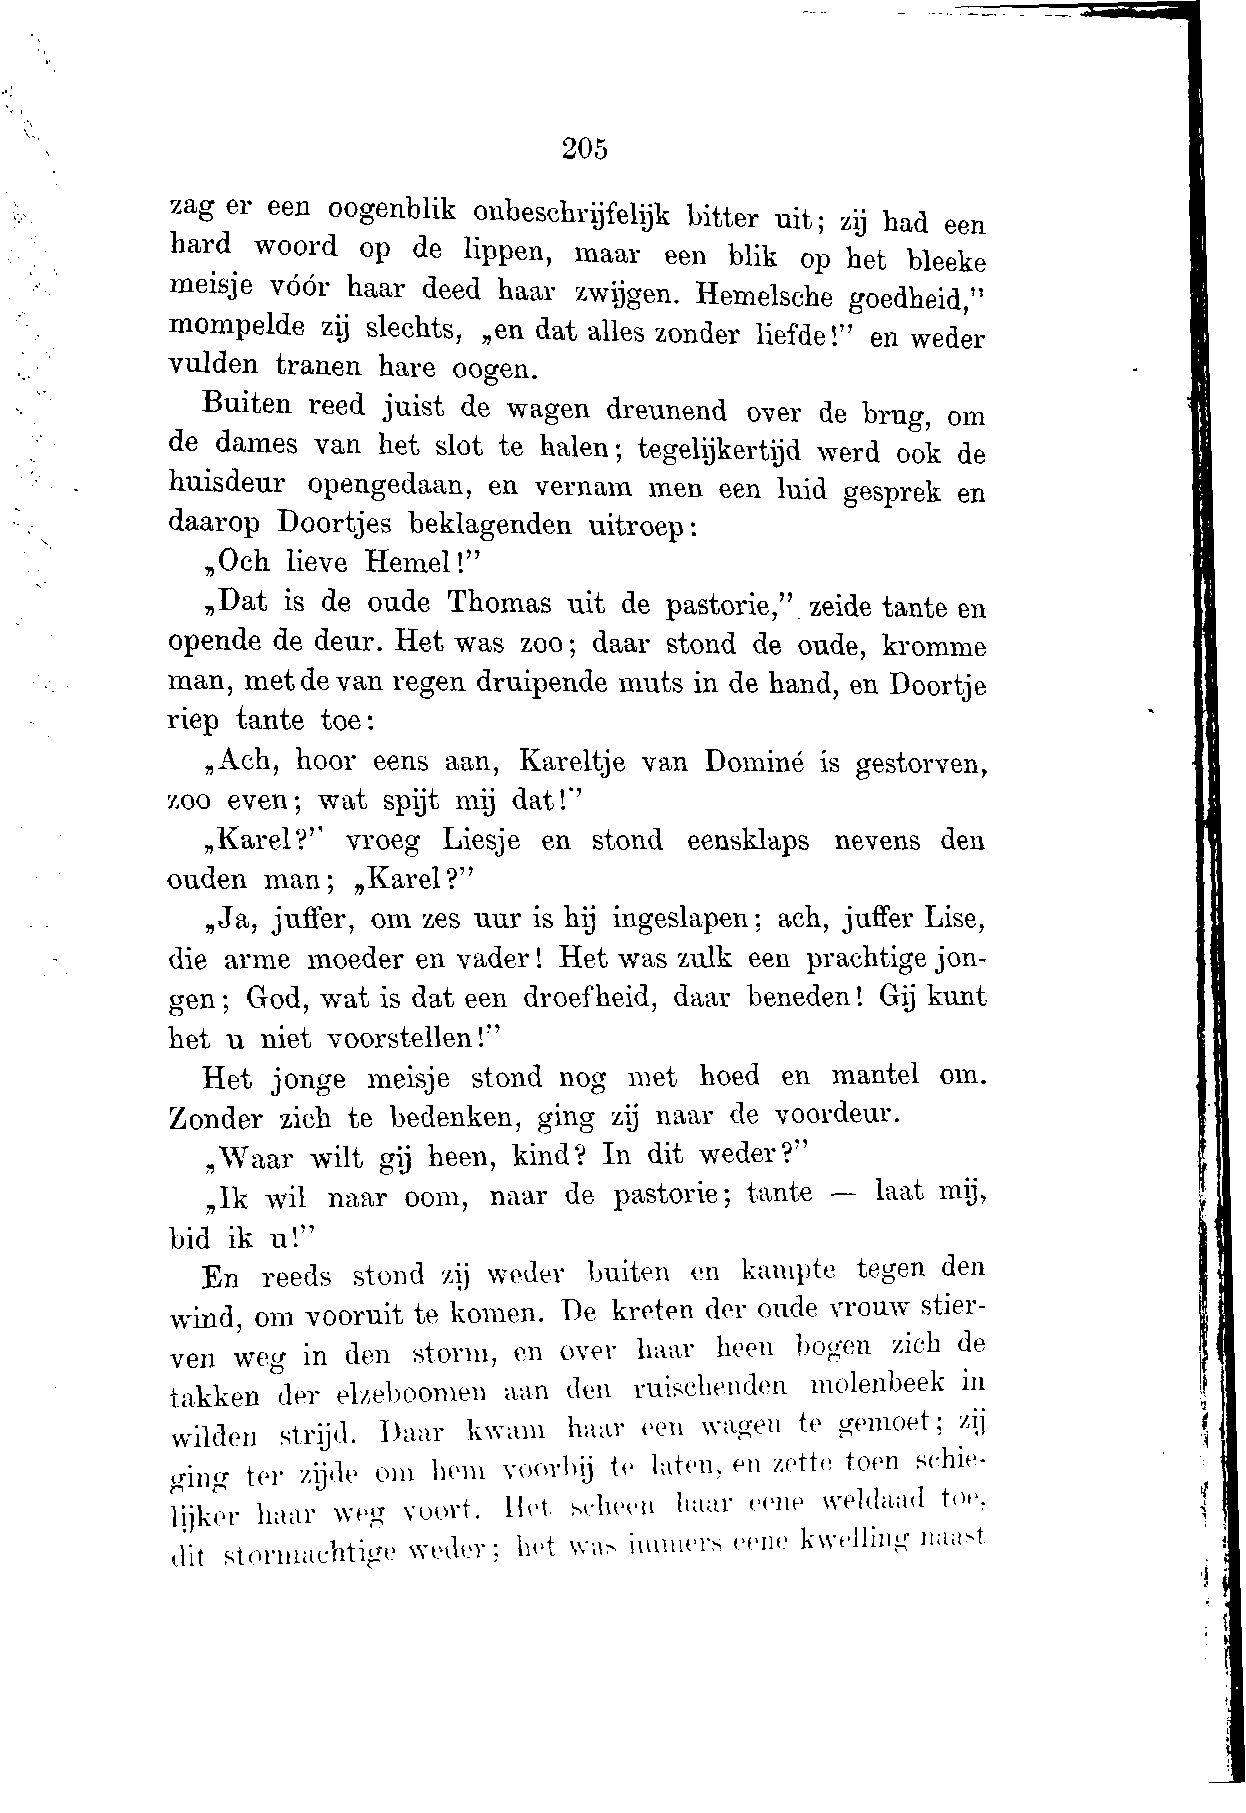 205
zag er een oogenblik onbeschrijfelijk bitter uit; zij had een
hard woord op de lippen, maar een blik op het bleeke
meisje vóór haar deed haar zwijgen. Hemelsche goedheid,”
mompelde zij slechts, „en dat alles zonder liefde!” en weder
vulden tranen hare oogen.
Buiten reed juist de wagen dreunend over de brug, om
de dames van het slot te halen; tegelijkertijd werd ook de
huisdeur opengedaan, en vernam men een luid gesprek en
daarop Doortjes beklagenden uitroep:
„Och lieve Hemel!”
„Dat is de oude Thomas uit de pastorie,” zeide tante en
opende de deur. Het was zoo; daar stond de oude, kromme
man, met de van regen druipende muts in de hand, en Doortje
riep tante toe:
„Ach, hoor eens aan, Kareltje van Dominé is gestorven,
zoo even; wat spijt mij dat!”
„Karel?” vroeg Liesje en stond eensklaps nevens den
ouden man; „Karel?”
„Ja, juffer, om zes uur is hij ingeslapen; ach, juffer Lise,
die arme moeder en vader! Het was zulk een prachtige jon-
gen; God, wat is dat een droefheid, daar beneden! Gij kunt
het u niet voorstellen!”
Het jonge meisje stond nog met hoed en mantel om.
Zonder zich te bedenken, ging zij naar de voordeur.
„Waar wilt gij heen, kind? In dit weder?”
„Ik wil naar oom, naar de pastorie; tante — laat mij,
bid ik u!”
En reeds stond zij weder buiten en kampte tegen den
wind, om vooruit te komen. De kreten der oude vrouw stier-
ven weg in den storm, en over haar heen bogen zich de
takken der elzeboomen aan den ruischenden molenbeek in
wilden strijd. Daar kwam haar een wagen te gemoet; zij
ging ter zijde om hem voorbij te laten, en zette toen schie-
lijker haar weg voort. Het scheen haar eene weldaad toe,
dit stormachtige weder; het was immers eene kwelling naast